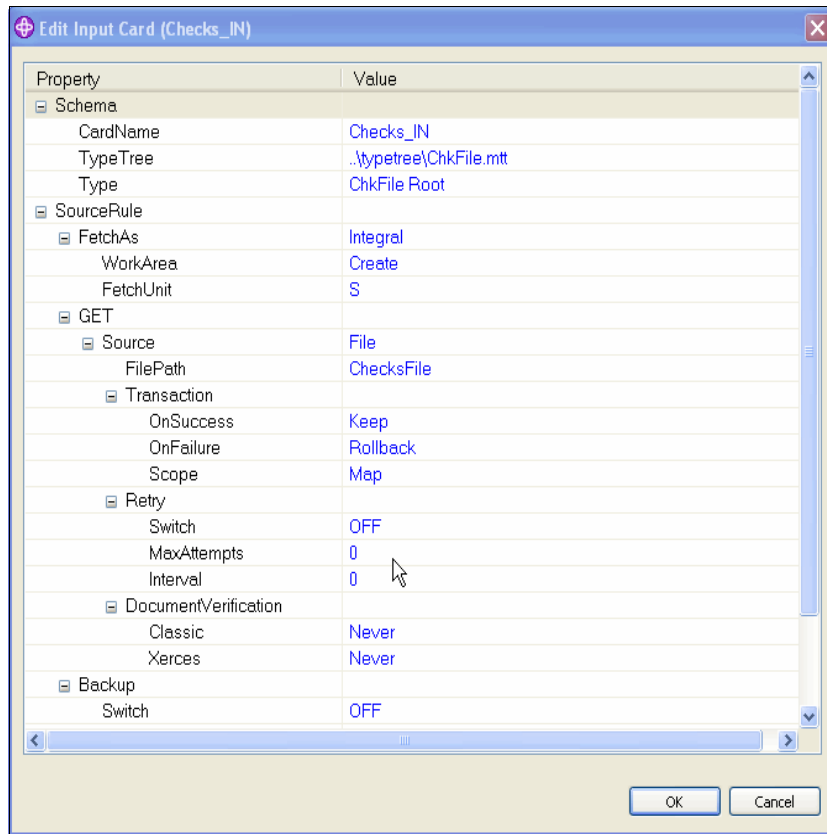 Edit Input Card (Checks_IN)
Property Value
Schema
CardName Checks_IN
TypeTree ..\typetree\ChkFile.mtt
Type ChkFile Root
SourceRule
FetchAs Integral
WorkArea Create
FetchUnit S
GET
Source File
FilePath ChecksFile
Transaction
OnSuccess Keep
OnFailure Rollback
Scope Map
Retry
Switch OFF
MaxAttempts 0
Interval 0
DocumentVerification
Classic Never
Xerces Never
Backup
Switch OFF
OK Cancel